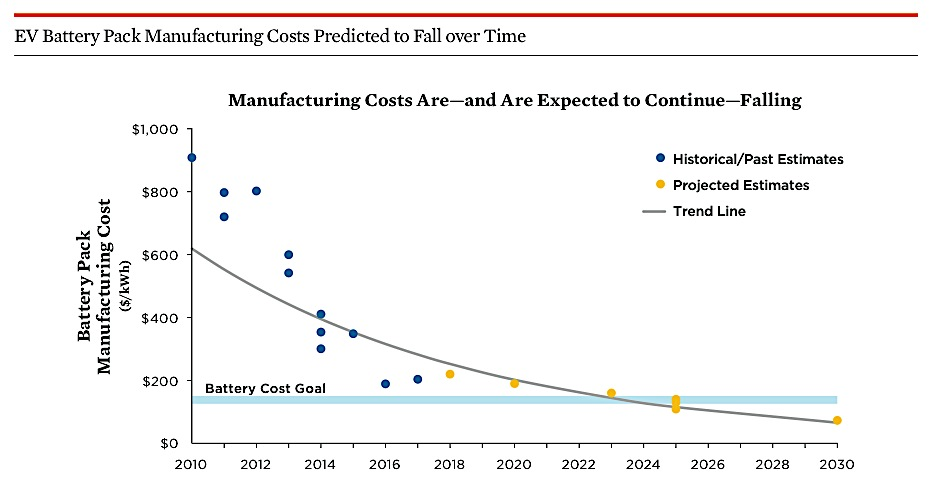 EV Battery Pack Manufacturing Costs Predicted to Fall over Time
Manufacturing Costs Are—and Are Expected to Continue—Falling
$1,000
$800
$600
$400
$200
$0
Battery Pack
Manufacturing Cost
($/kWh)
Historical/Past Estimates
Projected Estimates
Trend Line
Battery Cost Goal
2010
2012
2014
2016
2018
2020
2022
2024
2026
2028
2030